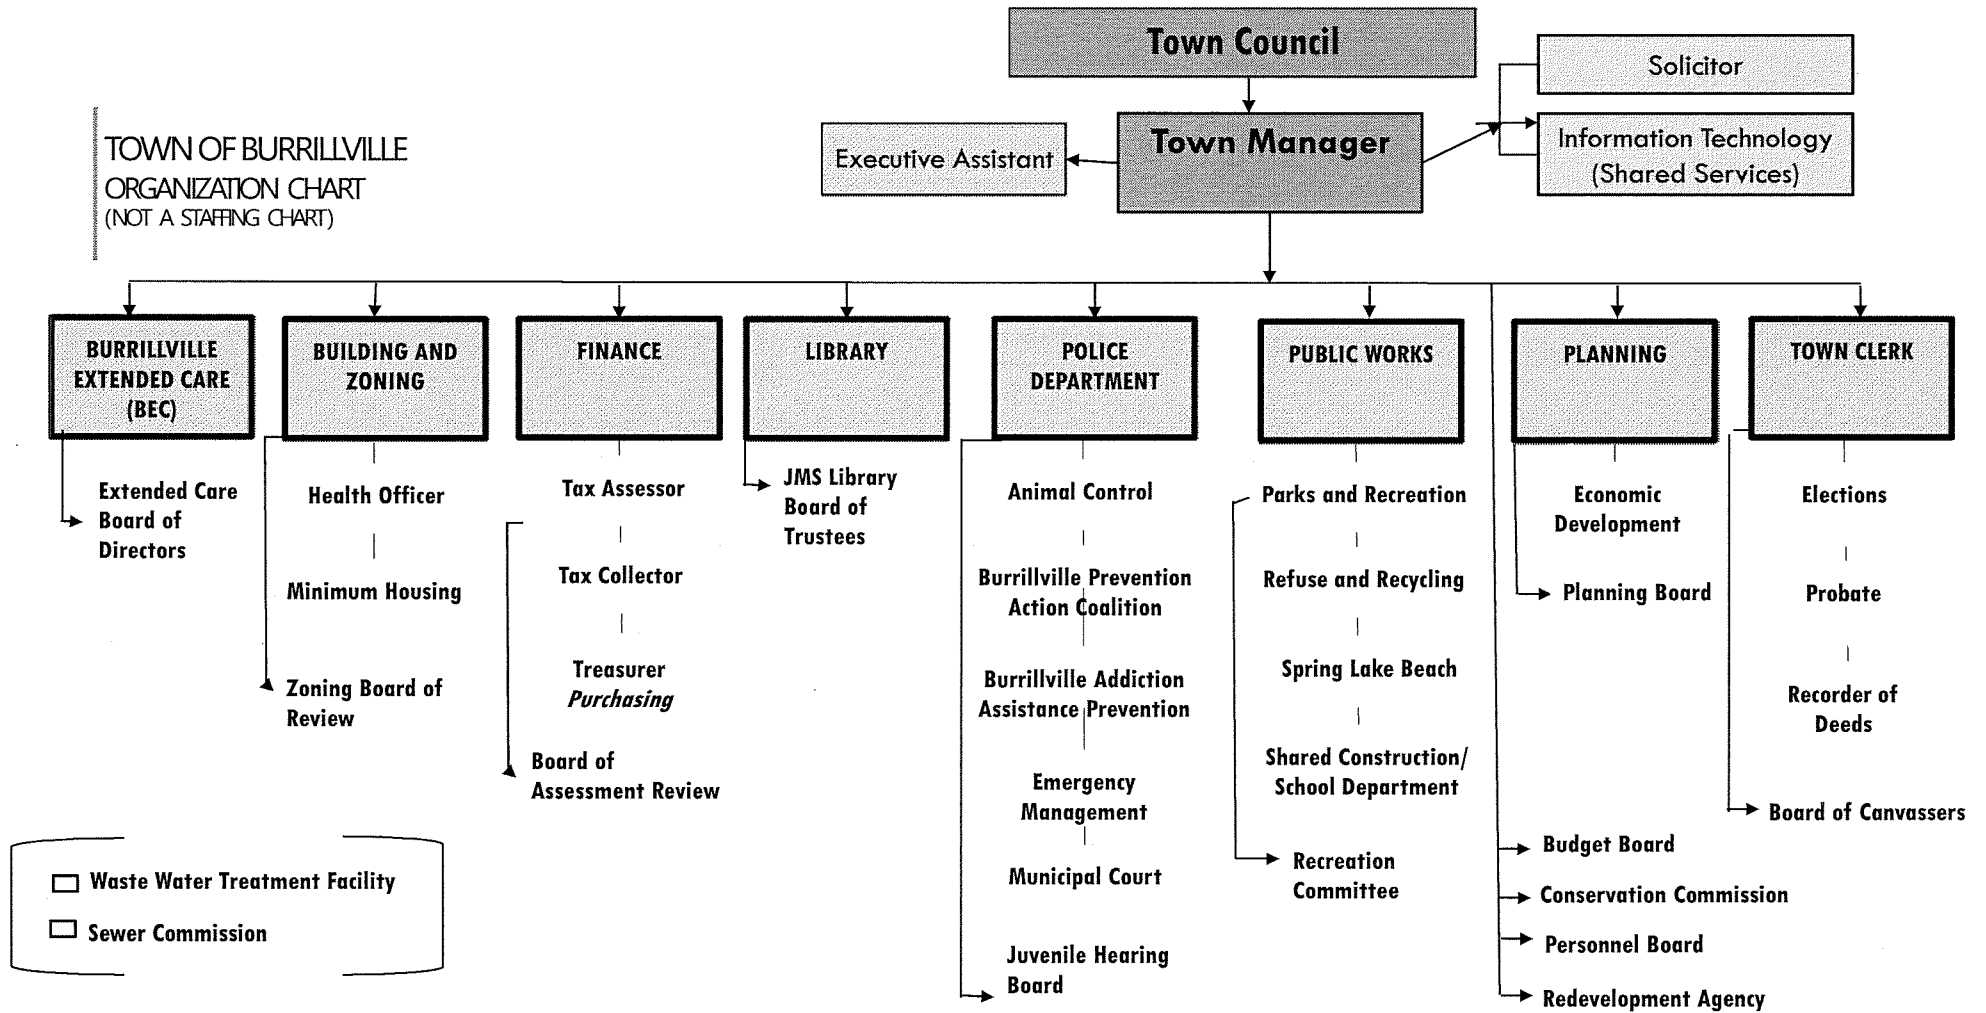 Town Council
Solicitor
TOWN OF BURRILLVILLE
ORGANIZATION CHART
(NOT A STAFFING CHART)
Executive Assistant
Town Manager
Information Technology
(Shared Services)
BURRILLVILLE
EXTENDED CARE
(BEC)
BUILDING AND
ZONING
FINANCE
LIBRARY
POLICE
DEPARTMENT
PUBLIC WORKS
PLANNING
TOWN CLERK
Extended Care
Board of
Directors
Health Officer
Minimum Housing
Zoning Board of
Review
Tax Assessor
Tax Collector
Treasurer
Purchasing
Board of
Assessment Review
JMS Library
Board of
Trustees
Animal Control
Burrillville Prevention
Action Coalition
Burrillville Addiction
Assistance Prevention
Emergency
Management
Municipal Court
Juvenile Hearing
Board
Parks and Recreation
Refuse and Recycling
Spring Lake Beach
Shared Construction/
School Department
Recreation
Committee
Economic
Development
Planning Board
Elections
Probate
Recorder of
Deeds
Board of Canvassers
Budget Board
Conservation Commission
Personnel Board
Redevelopment Agency
Waste Water Treatment Facility
Sewer Commission